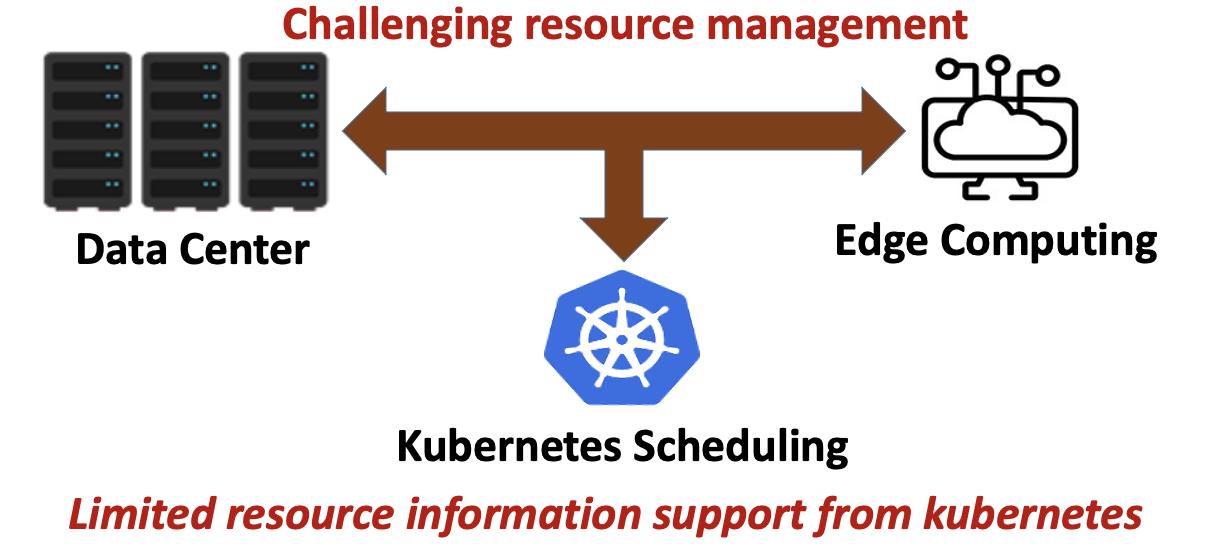 Challenging resource management
Data Center
Edge Computing
Kubernetes Scheduling
Limited resource information support from kubernetes